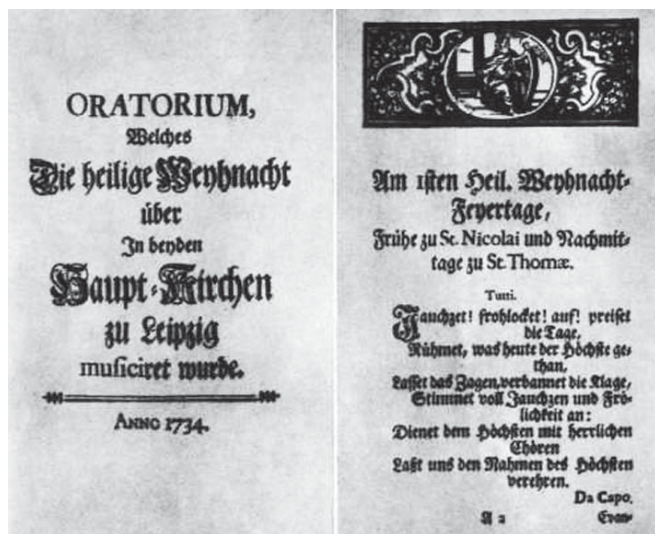 ORATORIUM,
Welches
Die heilige Weyhnacht
über
In beyden
Haupt-Kirchen
zu Leipzig
musiciret wurde.
ANNO 1734.
Am 1sten Heil. Weyhnacht-
Feyertage,
Frühe zu St. Nicolai und Nachmit-
tage zu St. Thomæ.
Tutti.
Jauchzet! frohlocket! auf! preiset
die Tage,
Rühmet, was heute der Höchste ge-
than,
Lasset das Zagen, verbannet die Klage,
Stimmet voll Jauchzen und Frö-
lichkeit an:
Dienet dem Höchsten mit herrlichen
Chören
Laßt uns den Nahmen des Höchsten
verehren.
Da Capo.
A 2 Evan-